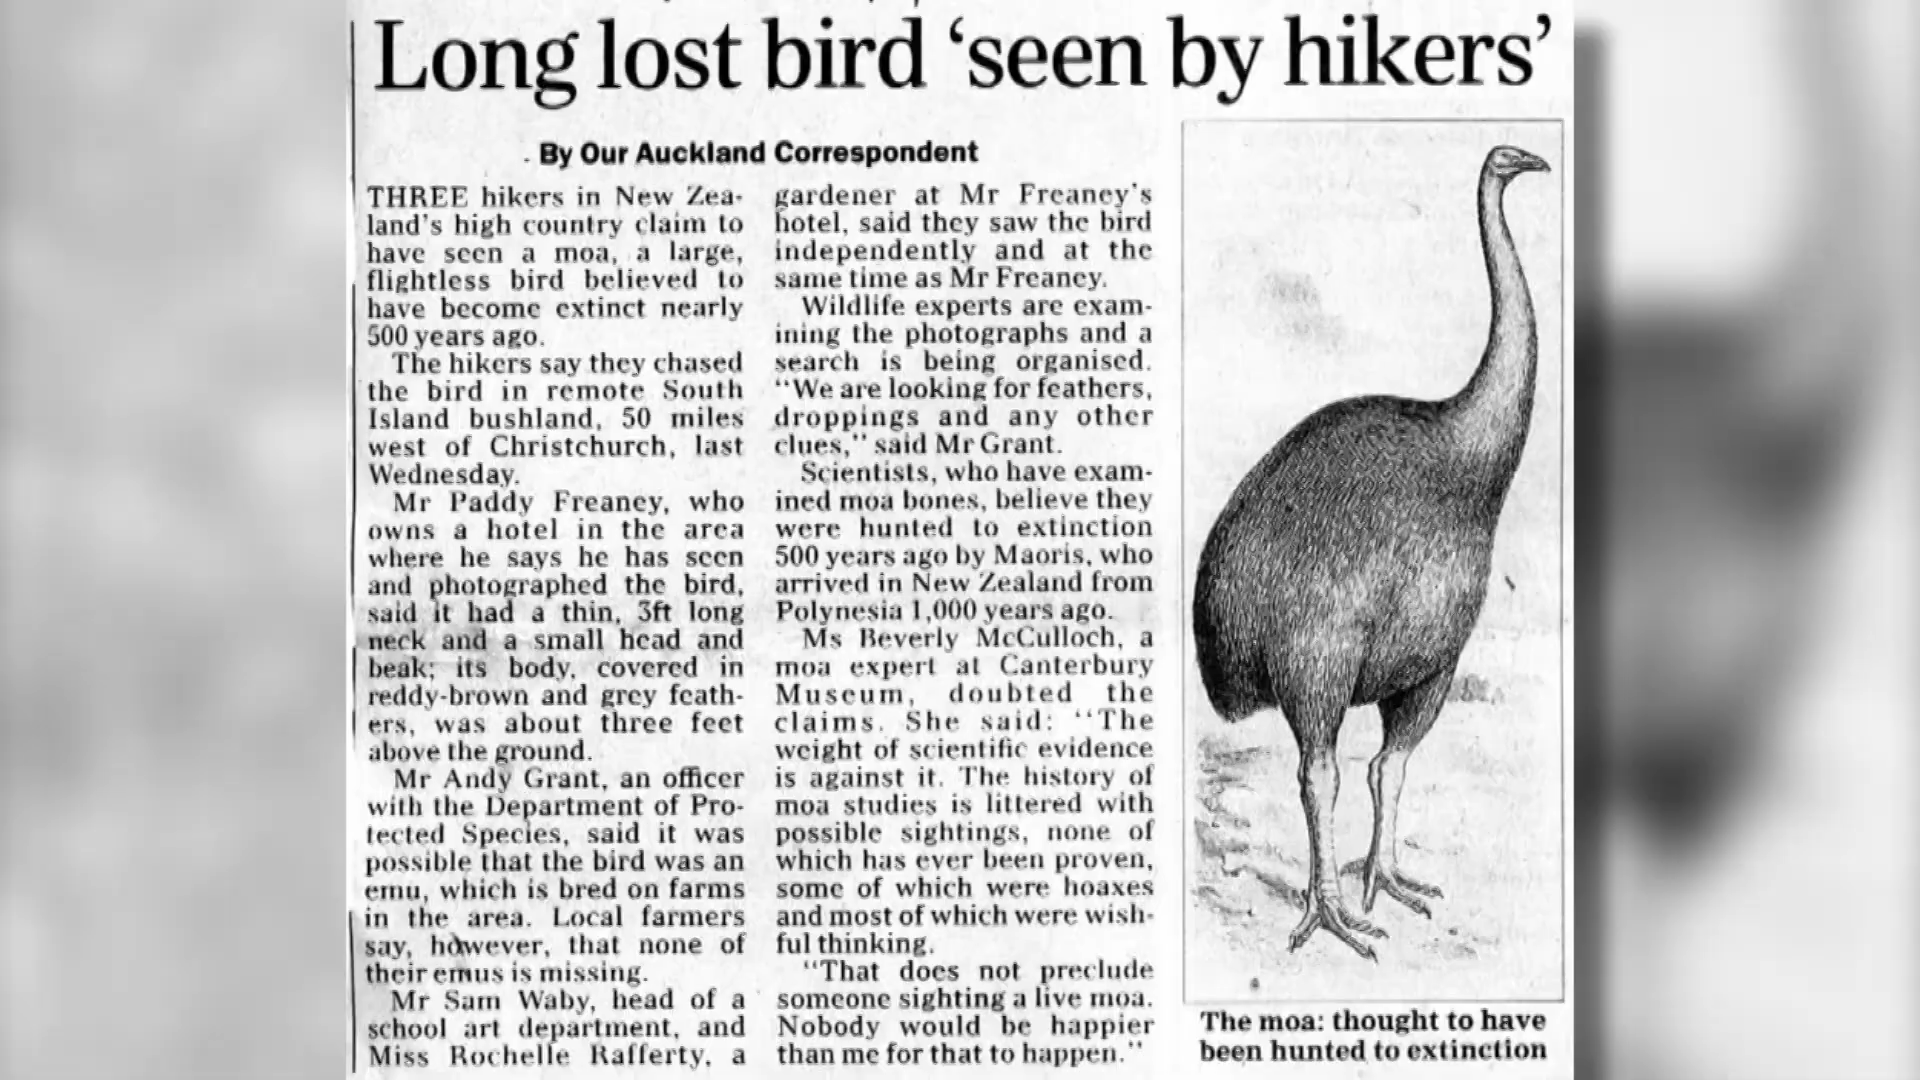 Long lost bird ‘seen by hikers’
By Our Auckland Correspondent
THREE hikers in New Zea-
land's high country claim to
have seen a moa, a large,
flightless bird believed to
have become extinct nearly
500 years ago.
The hikers say they chased
the bird in remote South
Island bushland, 50 miles
west of Christchurch, last
Wednesday.
Mr Paddy Freaney, who
owns a hotel in the area
where he says he has seen
and photographed the bird,
said it had a thin, 3ft long
neck and a small head and
beak; its body, covered in
reddy-brown and grey feath-
ers, was about three feet
above the ground.
Mr Andy Grant, an officer
with the Department of Pro-
tected Species, said it was
possible that the bird was an
emu, which is bred on farms
in the area. Local farmers
say, however, that none of
their emus is missing.
Mr Sam Waby, head of a
school art department, and
Miss Rochelle Rafferty, a
gardener at Mr Freaney's
hotel, said they saw the bird
independently and at the
same time as Mr Freaney.
Wildlife experts are exam-
ining the photographs and a
search is being organised.
“We are looking for feathers,
droppings and any other
clues,” said Mr Grant.
Scientists, who have exam-
ined moa bones, believe they
were hunted to extinction
500 years ago by Maoris, who
arrived in New Zealand from
Polynesia 1,000 years ago.
Ms Beverly McCulloch, a
moa expert at Canterbury
Museum, doubted the
claims. She said: “The
weight of scientific evidence
is against it. The history of
moa studies is littered with
possible sightings, none of
which has ever been proven,
some of which were hoaxes
and most of which were wish-
ful thinking.
“That does not preclude
someone sighting a live moa.
Nobody would be happier
than me for that to happen.”
The moa: thought to have
been hunted to extinction